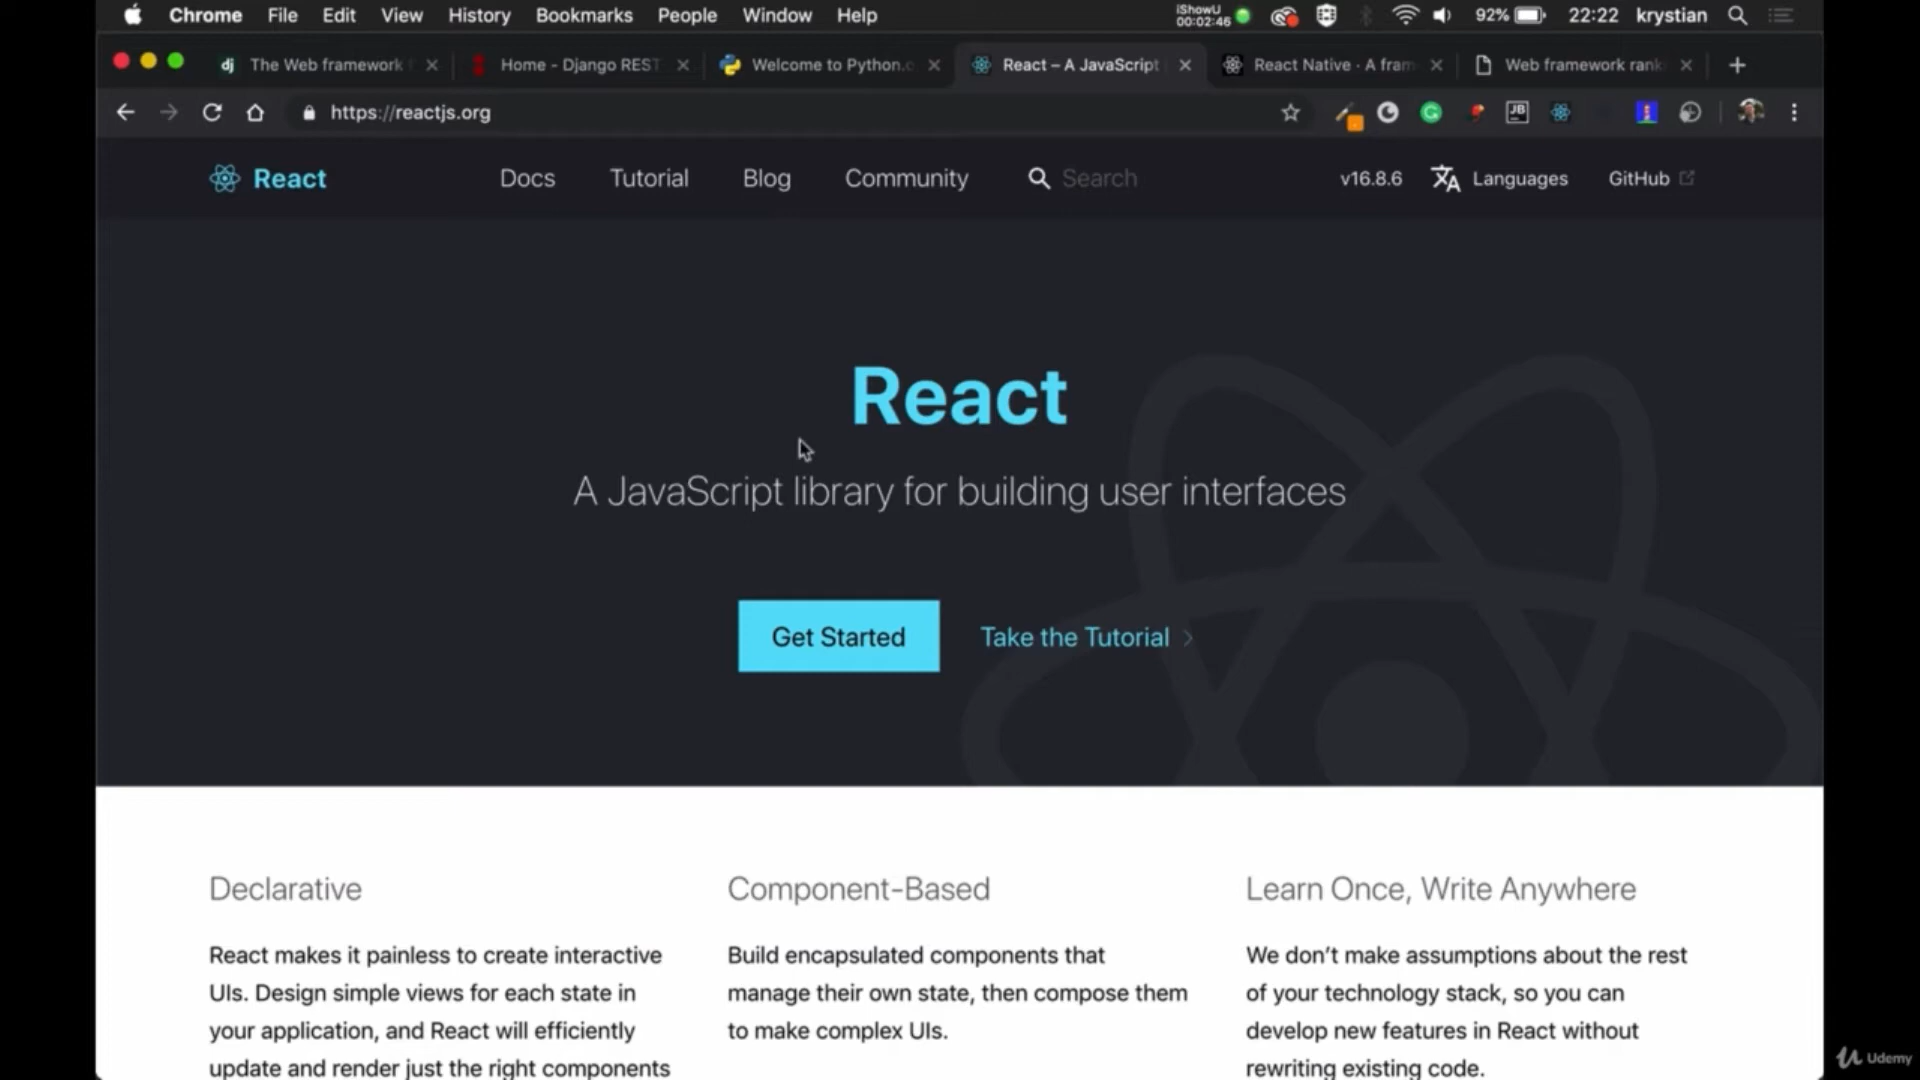 Chrome File Edit View History Bookmarks People Window Help
iShowU
00:02:46
92% 22:22 krystian
dj The Web framework
Home - Django REST
Welcome to Python.
React – A JavaScript
React Native · A fram
Web framework rank
https://reactjs.org
JB
React Docs Tutorial Blog Community Search v16.8.6 Languages GitHub
React
A JavaScript library for building user interfaces
Get Started
Take the Tutorial
Declarative
React makes it painless to create interactive
UIs. Design simple views for each state in
your application, and React will efficiently
update and render just the right components
Component-Based
Build encapsulated components that
manage their own state, then compose them
to make complex UIs.
Learn Once, Write Anywhere
We don’t make assumptions about the rest
of your technology stack, so you can
develop new features in React without
rewriting existing code.
Udemy